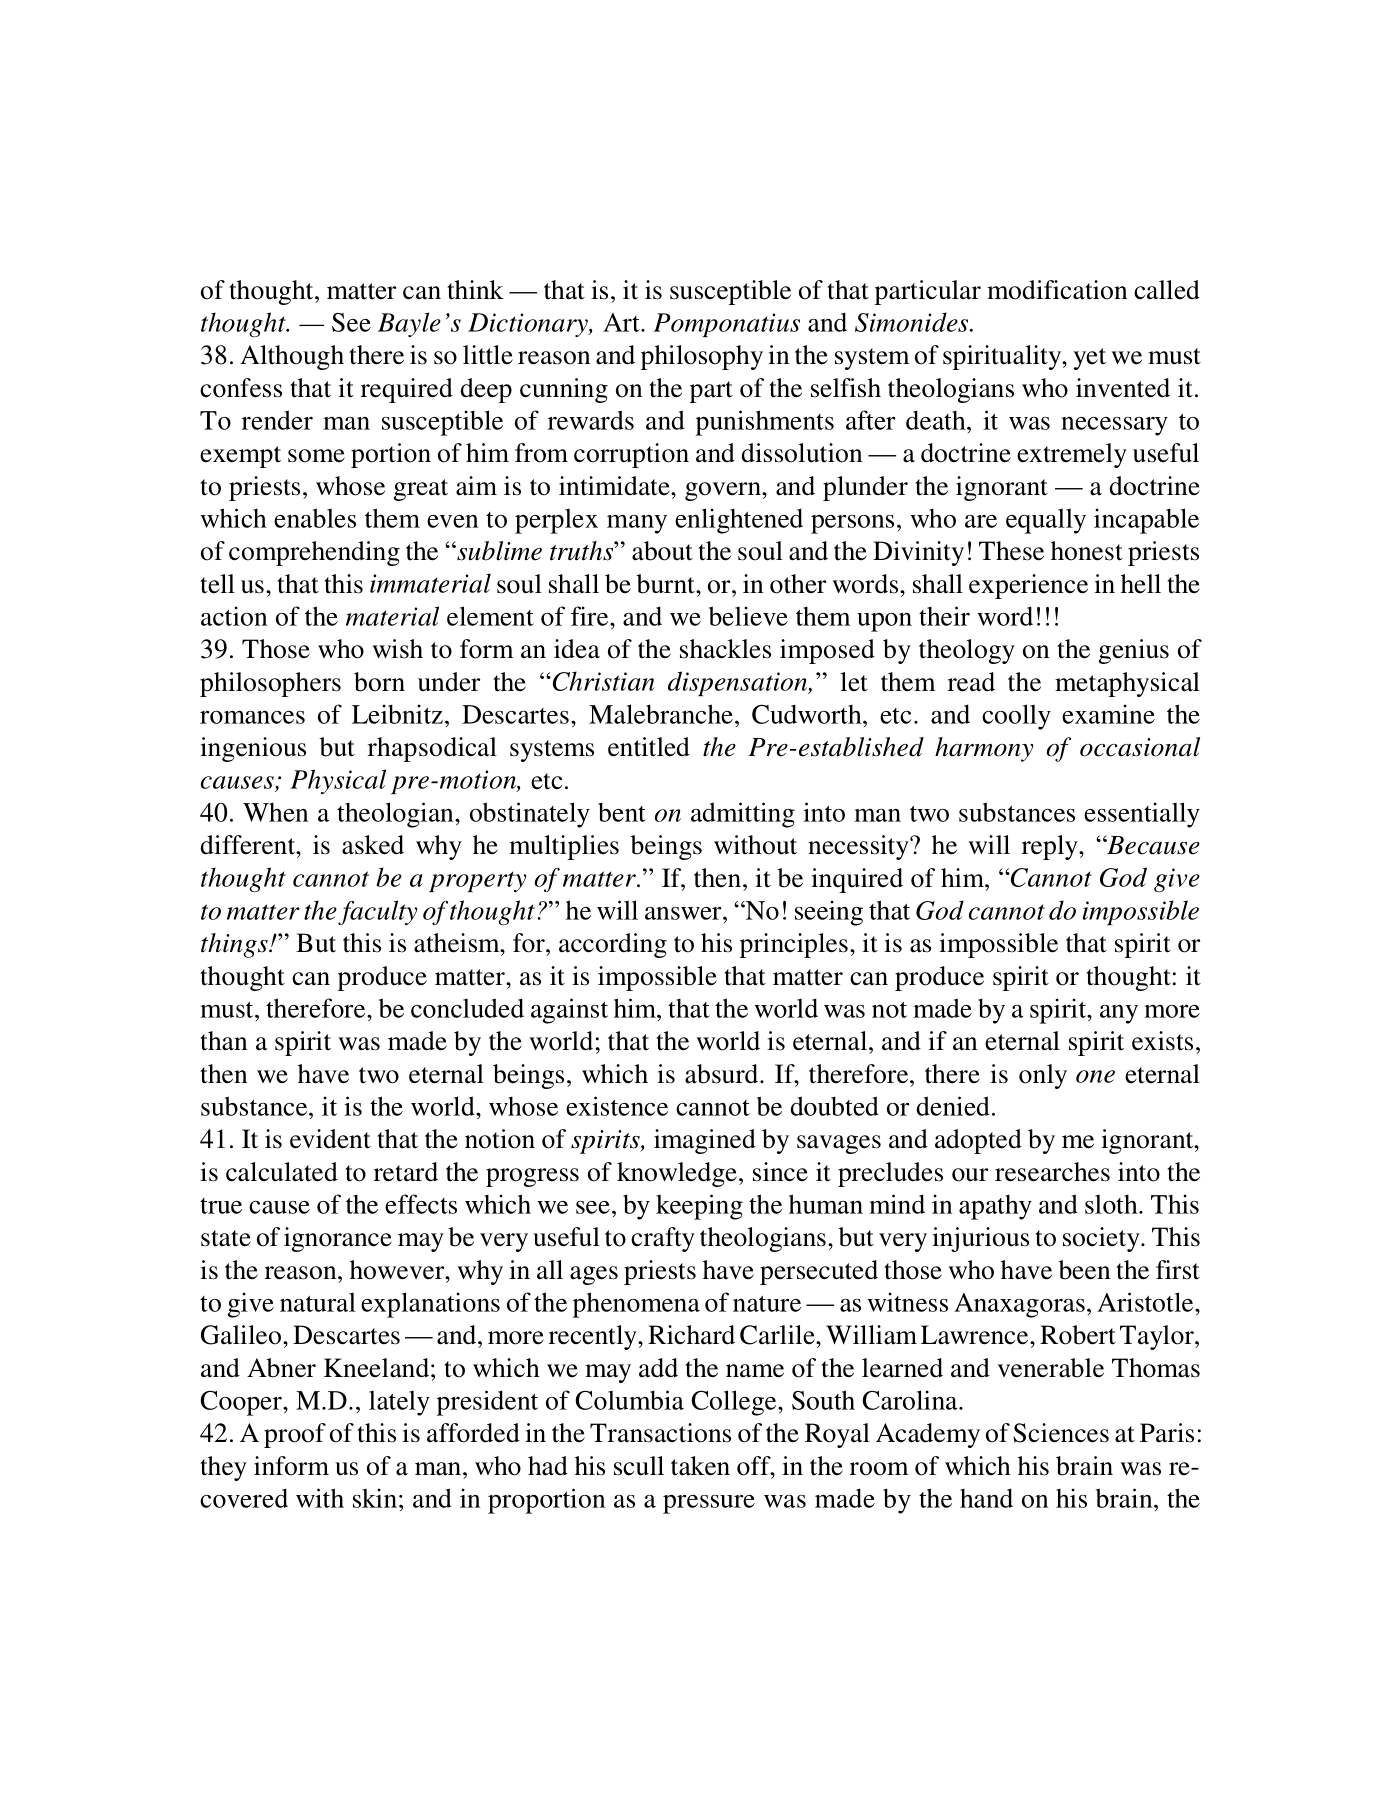 of thought, matter can think — that is, it is susceptible of that particular modification called
thought. — See Bayle’s Dictionary, Art. Pomponatius and Simonides.
38. Although there is so little reason and philosophy in the system of spirituality, yet we must
confess that it required deep cunning on the part of the selfish theologians who invented it.
To render man susceptible of rewards and punishments after death, it was necessary to
exempt some portion of him from corruption and dissolution — a doctrine extremely useful
to priests, whose great aim is to intimidate, govern, and plunder the ignorant — a doctrine
which enables them even to perplex many enlightened persons, who are equally incapable
of comprehending the “sublime truths” about the soul and the Divinity! These honest priests
tell us, that this immaterial soul shall be burnt, or, in other words, shall experience in hell the
action of the material element of fire, and we believe them upon their word!!!
39. Those who wish to form an idea of the shackles imposed by theology on the genius of
philosophers born under the “Christian dispensation,” let them read the metaphysical
romances of Leibnitz, Descartes, Malebranche, Cudworth, etc. and coolly examine the
ingenious but rhapsodical systems entitled the Pre-established harmony of occasional
causes; Physical pre-motion, etc.
40. When a theologian, obstinately bent on admitting into man two substances essentially
different, is asked why he multiplies beings without necessity? he will reply, “Because
thought cannot be a property of matter.” If, then, it be inquired of him, “Cannot God give
to matter the faculty of thought?” he will answer, “No! seeing that God cannot do impossible
things!” But this is atheism, for, according to his principles, it is as impossible that spirit or
thought can produce matter, as it is impossible that matter can produce spirit or thought: it
must, therefore, be concluded against him, that the world was not made by a spirit, any more
than a spirit was made by the world; that the world is eternal, and if an eternal spirit exists,
then we have two eternal beings, which is absurd. If, therefore, there is only one eternal
substance, it is the world, whose existence cannot be doubted or denied.
41. It is evident that the notion of spirits, imagined by savages and adopted by me ignorant,
is calculated to retard the progress of knowledge, since it precludes our researches into the
true cause of the effects which we see, by keeping the human mind in apathy and sloth. This
state of ignorance may be very useful to crafty theologians, but very injurious to society. This
is the reason, however, why in all ages priests have persecuted those who have been the first
to give natural explanations of the phenomena of nature — as witness Anaxagoras, Aristotle,
Galileo, Descartes — and, more recently, Richard Carlile, William Lawrence, Robert Taylor,
and Abner Kneeland; to which we may add the name of the learned and venerable Thomas
Cooper, M.D., lately president of Columbia College, South Carolina.
42. A proof of this is afforded in the Transactions of the Royal Academy of Sciences at Paris:
they inform us of a man, who had his scull taken off, in the room of which his brain was re-
covered with skin; and in proportion as a pressure was made by the hand on his brain, the